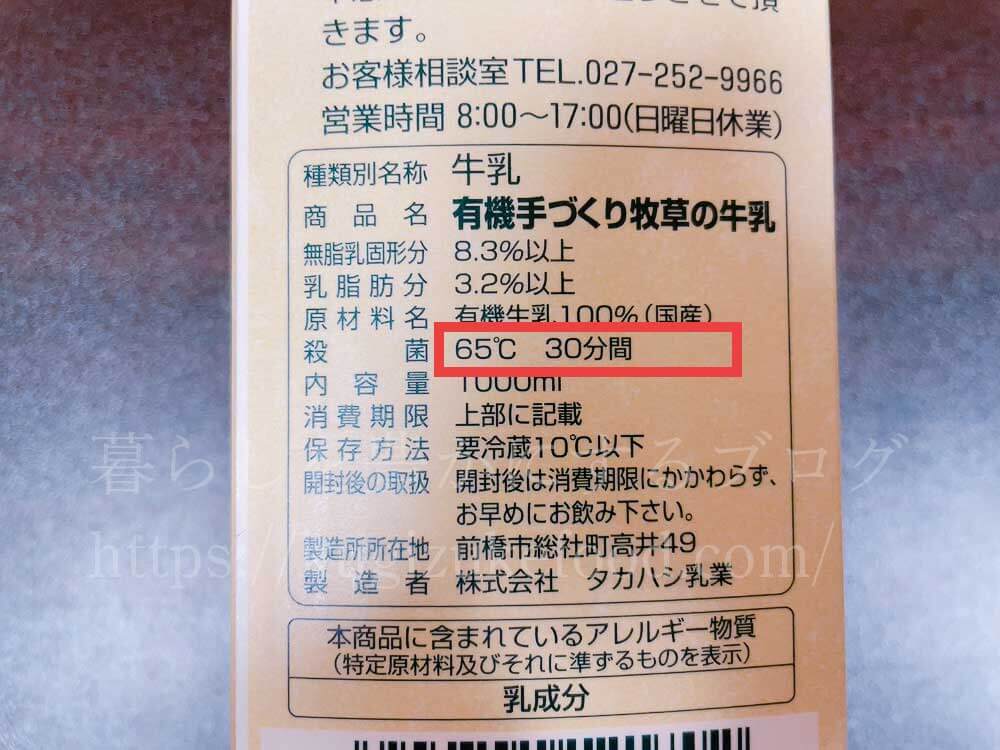 きます。
お客様相談室 TEL.027-252-9966
営業時間 8:00〜17:00(日曜日休業)
種類別名称 牛乳
商品名 有機手づくり牧草の牛乳
無脂乳固形分 8.3%以上
乳脂肪分 3.2%以上
原材料名 有機生乳100%(国産)
殺菌 65℃ 30分間
内容量 1000ml
消費期限 上部に記載
保存方法 要冷蔵10℃以下
開封後の取扱 開封後は消費期限にかかわらず、
お早めにお飲み下さい。
製造所所在地 前橋市総社町高井49
製造者 株式会社 タカハシ乳業
本商品に含まれているアレルギー物質
(特定原材料及びそれに準ずるものを表示)
乳成分